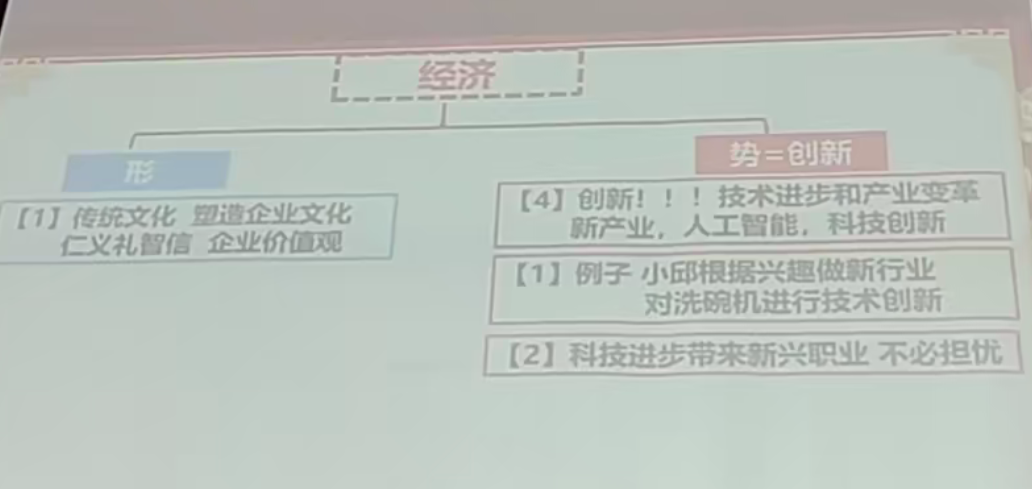 经济
形
【1】传统文化 塑造企业文化
仁义礼智信 企业价值观
势=创新
【4】创新！！！技术进步和产业变革
新产业，人工智能，科技创新
【1】例子 小邱根据兴趣做新行业
对洗碗机进行技术创新
【2】科技进步带来新兴职业 不必担忧